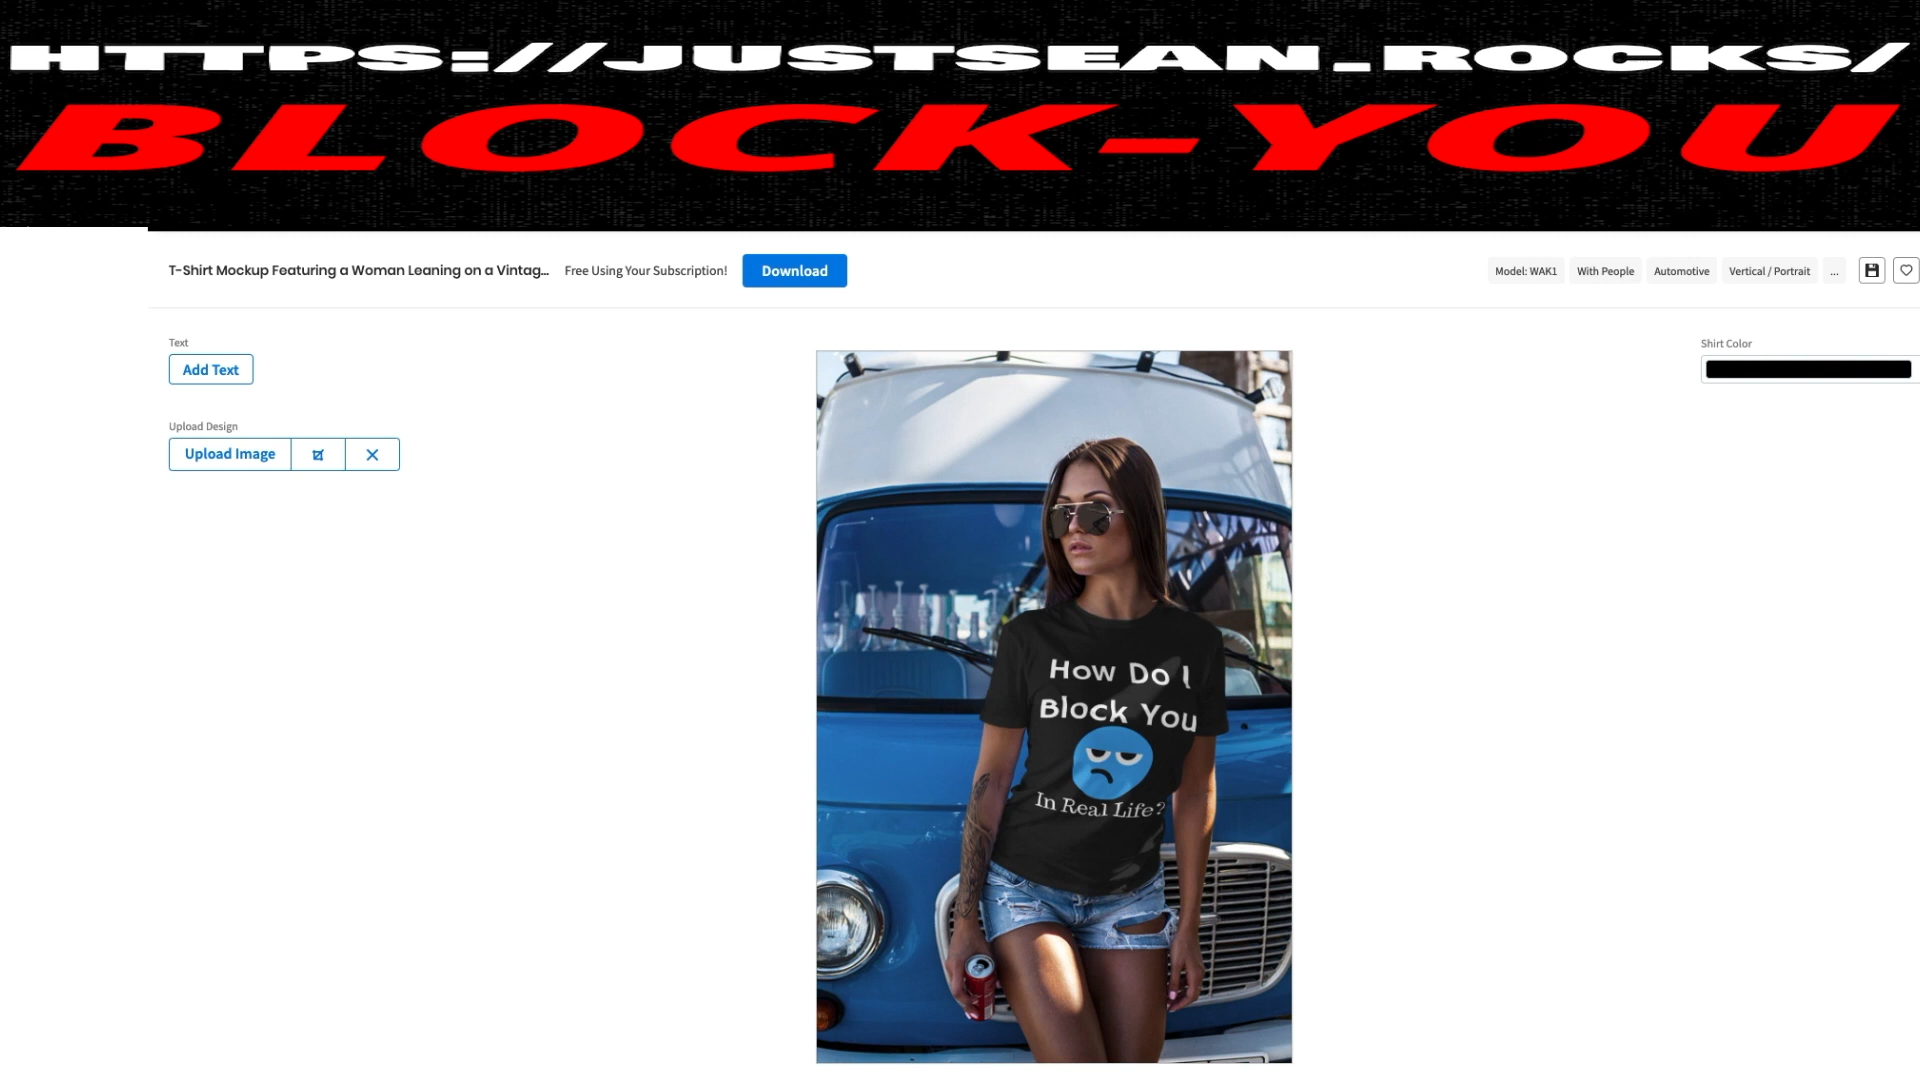 HTTPS://JUSTSEAN.ROCKS/
BLOCK-YOU
T-Shirt Mockup Featuring a Woman Leaning on a Vintag... Free Using Your Subscription! Download Model: WAK1 With People Automotive Vertical / Portrait ...
Text
Add Text
Shirt Color
Upload Design
Upload Image
How Do I
Block You
In Real Life?